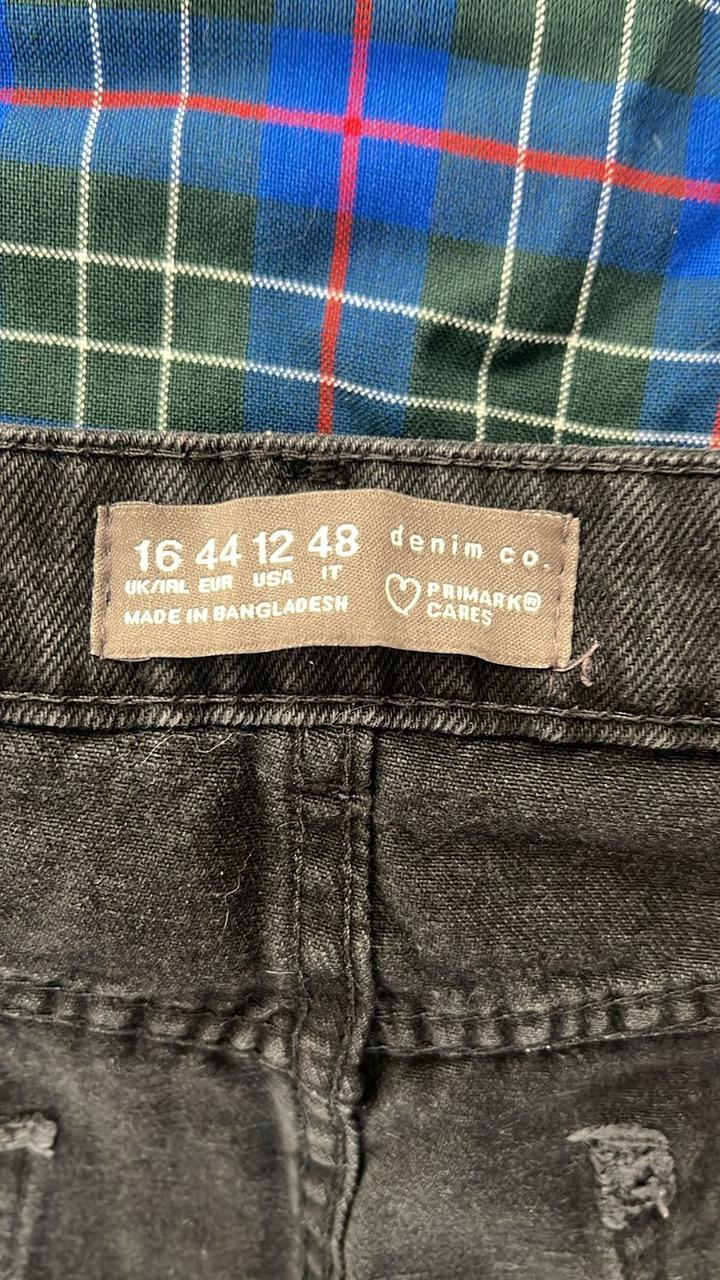 16 44 12 48
UK/IRL EUR USA IT
MADE IN BANGLADESH
denim co.
PRIMARK®
CARES